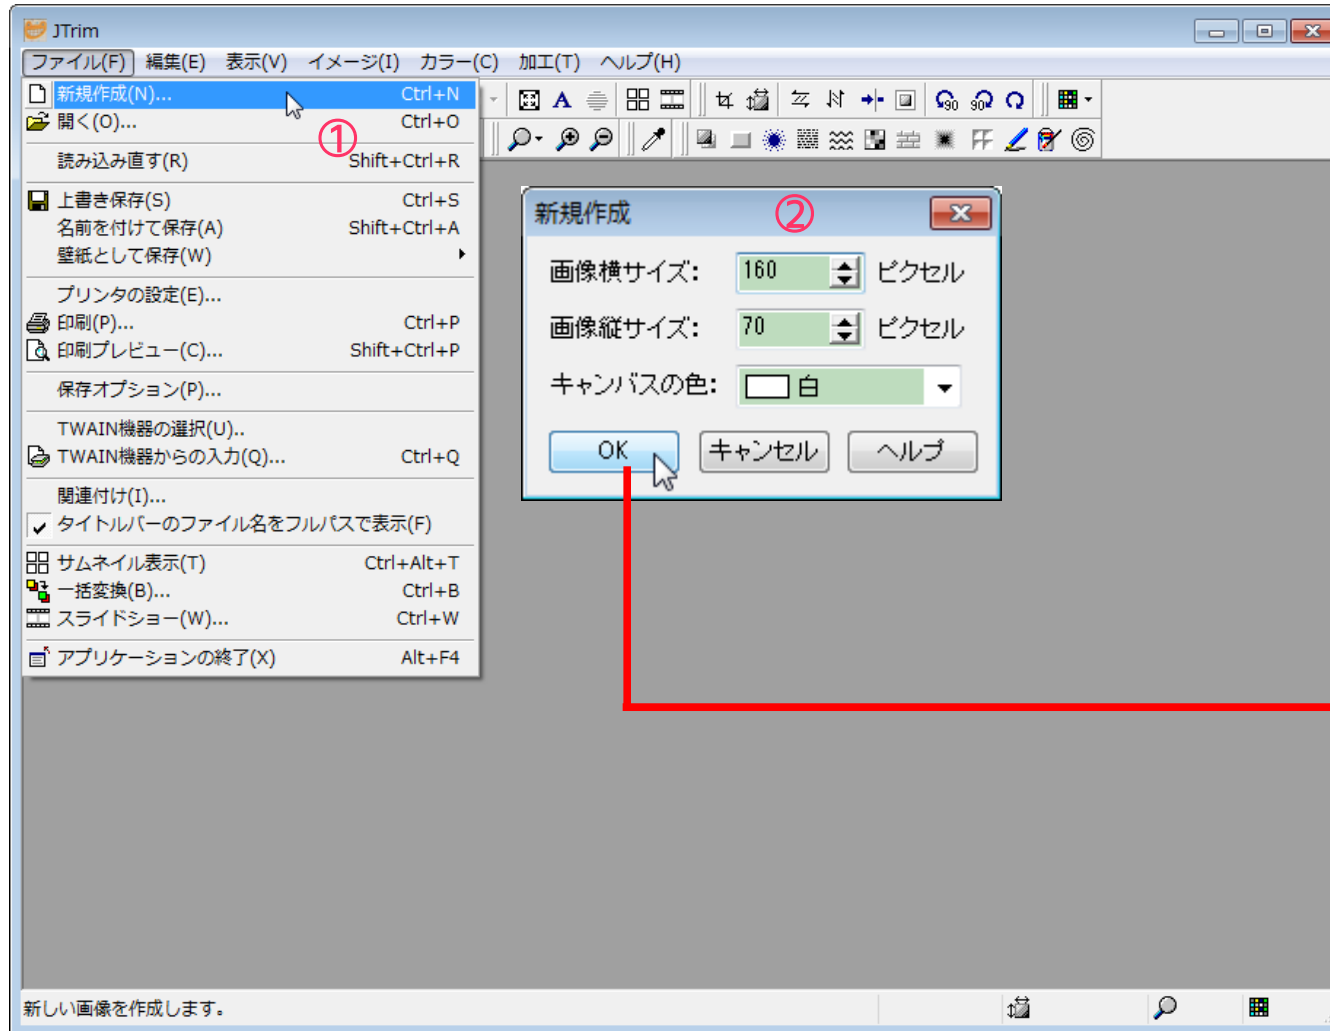 JTrim
ファイル(F) 編集(E) 表示(V) イメージ(I) カラー(C) 加工(T) ヘルプ(H)
新規作成(N)... Ctrl+N
開く(O)... Ctrl+O
①
読み込み直す(R) Shift+Ctrl+R
上書き保存(S) Ctrl+S
名前を付けて保存(A) Shift+Ctrl+A
壁紙として保存(W)
プリンタの設定(E)...
印刷(P)... Ctrl+P
印刷プレビュー(C)... Shift+Ctrl+P
保存オプション(P)...
TWAIN機器の選択(U)..
TWAIN機器からの入力(Q)... Ctrl+Q
関連付け(I)...
タイトルバーのファイル名をフルパスで表示(F)
サムネイル表示(T) Ctrl+Alt+T
一括変換(B)... Ctrl+B
スライドショー(W)... Ctrl+W
アプリケーションの終了(X) Alt+F4
A 90 90
新規作成 ②
画像横サイズ: 160 ピクセル
画像縦サイズ: 70 ピクセル
キャンバスの色: 白
OK キャンセル ヘルプ
新しい画像を作成します。